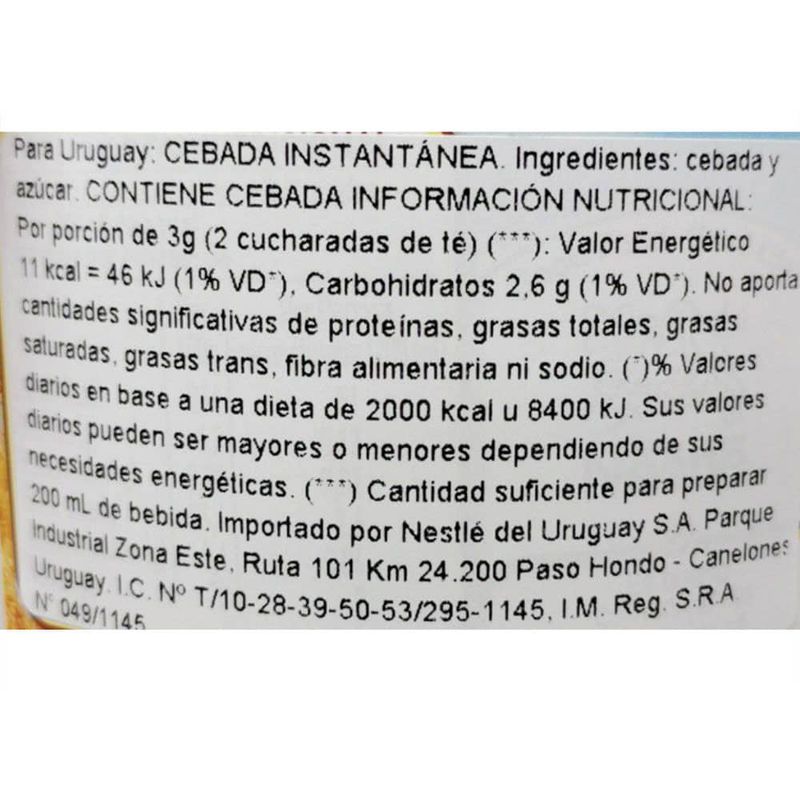 Para Uruguay: CEBADA INSTANTÁNEA. Ingredientes: cebada y
azúcar. CONTIENE CEBADA INFORMACIÓN NUTRICIONAL:
Por porción de 3g (2 cucharadas de té) (***): Valor Energético
11 kcal = 46 kJ (1% VD*), Carbohidratos 2,6 g (1% VD*). No aporta
cantidades significativas de proteínas, grasas totales, grasas
saturadas, grasas trans, fibra alimentaria ni sodio. (*)% Valores
diarios en base a una dieta de 2000 kcal u 8400 kJ. Sus valores
diarios pueden ser mayores o menores dependiendo de sus
necesidades energéticas. (***) Cantidad suficiente para preparar
200 mL de bebida. Importado por Nestlé del Uruguay S.A. Parque
Industrial Zona Este, Ruta 101 Km 24.200 Paso Hondo - Canelones
Uruguay. I.C. Nº T/10-28-39-50-53/295-1145, I.M. Reg. S.R.A
N° 049/1145